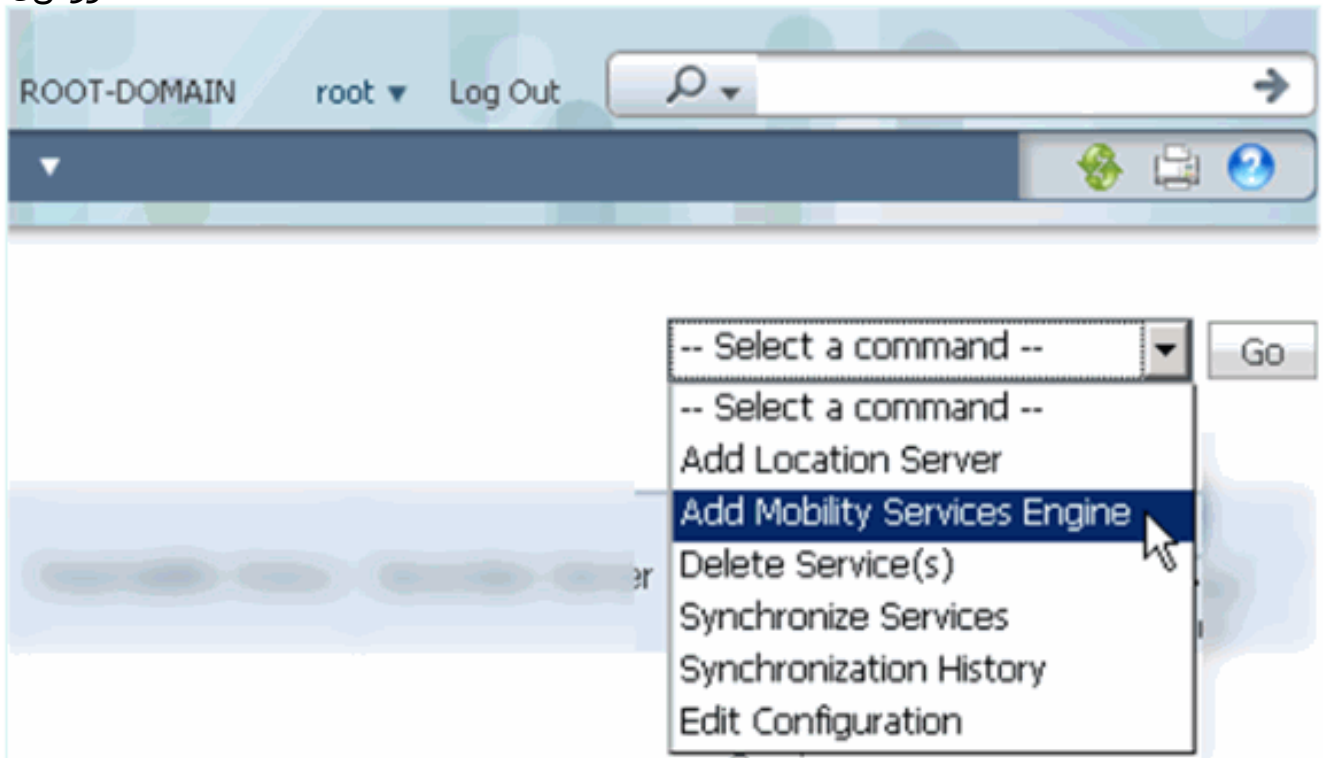 ROOT-DOMAIN root Log Out
-- Select a command -- Go
-- Select a command --
Add Location Server
Add Mobility Services Engine
Delete Service(s)
Synchronize Services
Synchronization History
Edit Configuration